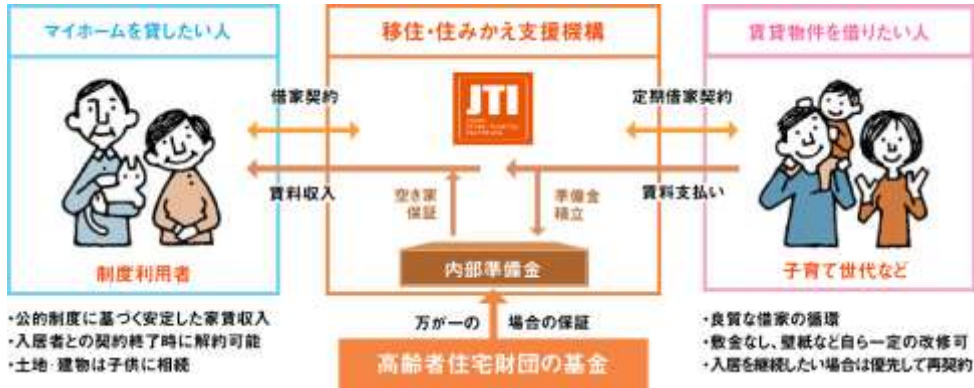 マイホームを貸したい人
移住・住みかえ支援機構
賃貸物件を借りたい人
借家契約
JTI
定期借家契約
賃料収入
空き家
保証
準備金
積立
賃料支払い
制度利用者
内部準備金
子育て世代など
・公的制度に基づく安定した家賃収入
・入居者との契約終了時に解約可能
・土地・建物は子供に相続
万が一の 場合の保証
高齢者住宅財団の基金
・良質な借家の循環
・敷金なし、壁紙など自ら一定の改修可
・入居を継続したい場合は優先して再契約